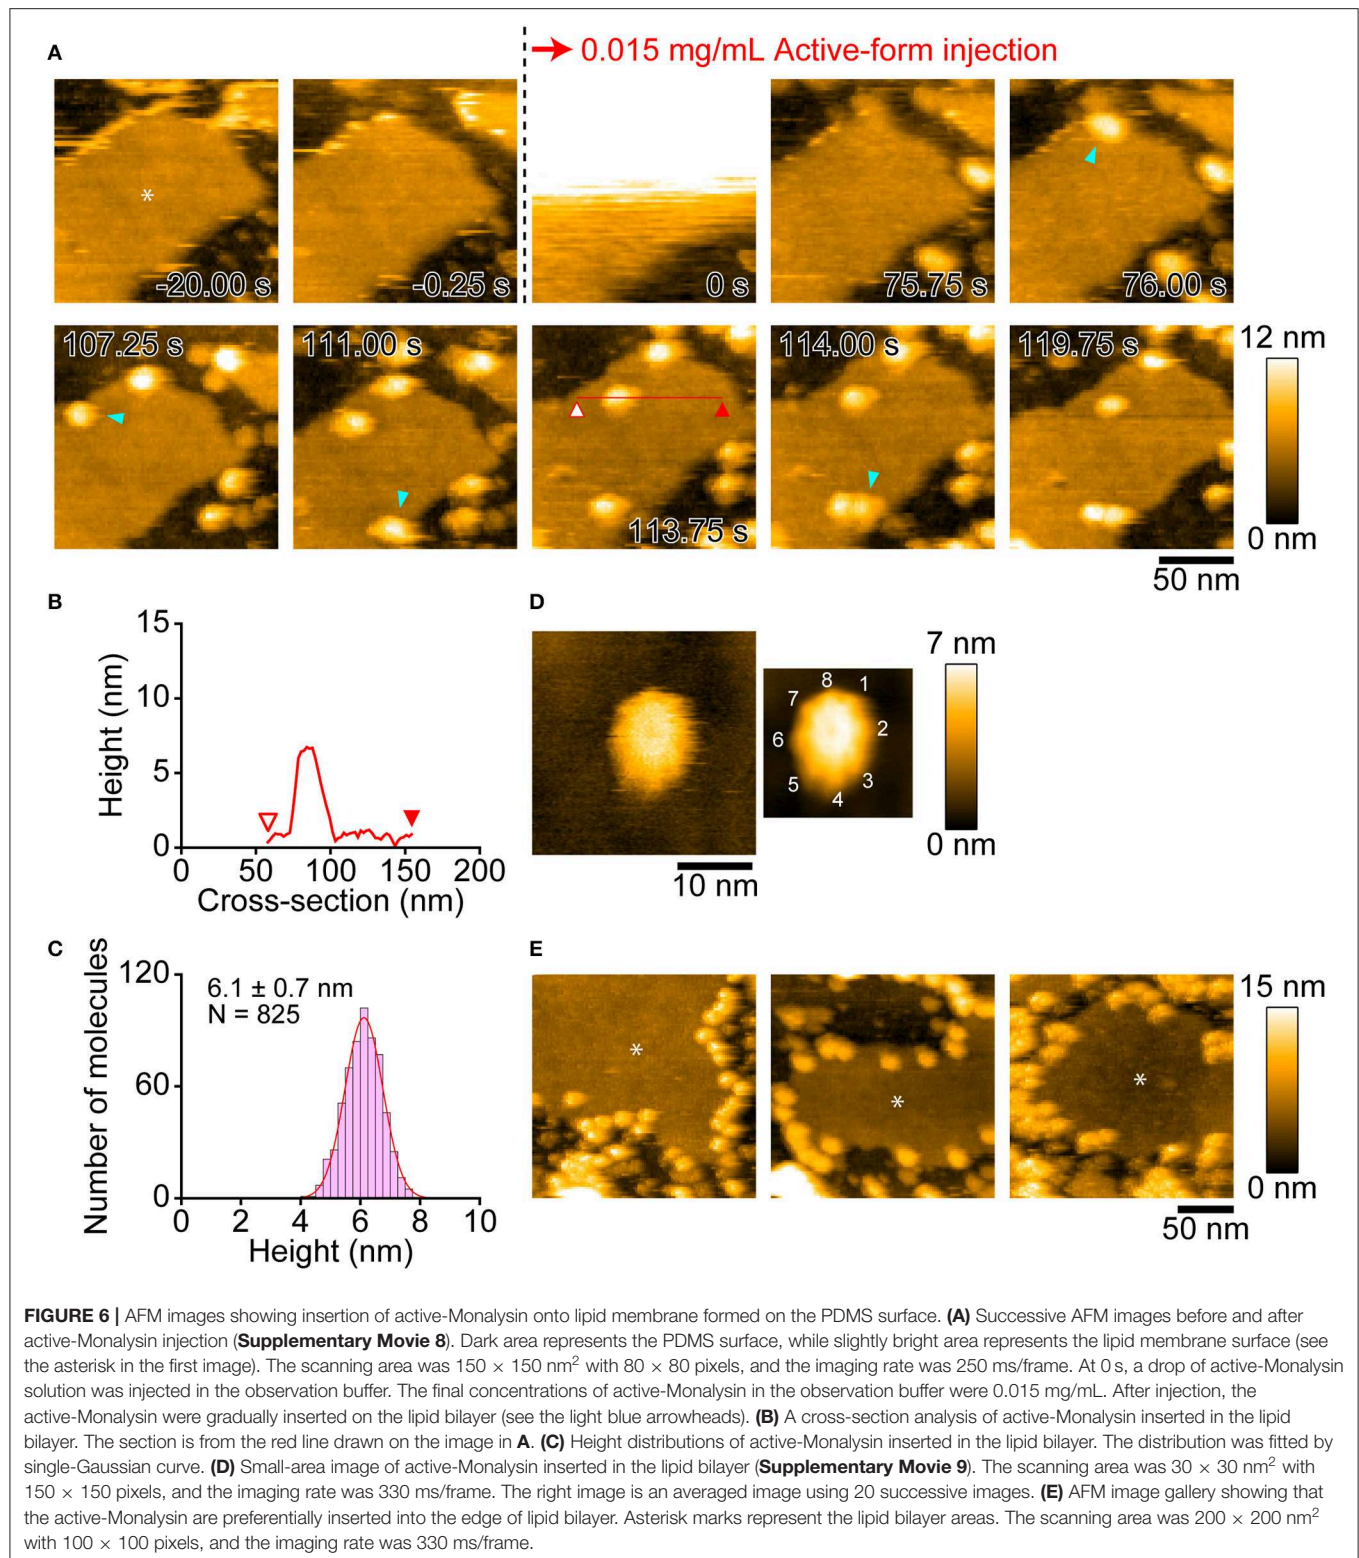 A
0.015 mg/mL Active-form injection
*
-20.00 s
-0.25 s
0 s
75.75 s
76.00 s
107.25 s
111.00 s
113.75 s
114.00 s
119.75 s
12 nm
0 nm
50 nm
B
15
10
5
0
Height (nm)
0 50 100 150 200
Cross-section (nm)
D
8 1
7
2
6
5 3
4
7 nm
0 nm
10 nm
C
120
60
0
Number of molecules
6.1 ± 0.7 nm
N = 825
0 2 4 6 8 10
Height (nm)
E
* * *
15 nm
0 nm
50 nm
FIGURE 6 | AFM images showing insertion of active-Monalysin onto lipid membrane formed on the PDMS surface. (A) Successive AFM images before and after
active-Monalysin injection (Supplementary Movie 8). Dark area represents the PDMS surface, while slightly bright area represents the lipid membrane surface (see
the asterisk in the first image). The scanning area was 150 × 150 nm² with 80 × 80 pixels, and the imaging rate was 250 ms/frame. At 0 s, a drop of active-Monalysin
solution was injected in the observation buffer. The final concentrations of active-Monalysin in the observation buffer were 0.015 mg/mL. After injection, the
active-Monalysin were gradually inserted on the lipid bilayer (see the light blue arrowheads). (B) A cross-section analysis of active-Monalysin inserted in the lipid
bilayer. The section is from the red line drawn on the image in A. (C) Height distributions of active-Monalysin inserted in the lipid bilayer. The distribution was fitted by
single-Gaussian curve. (D) Small-area image of active-Monalysin inserted in the lipid bilayer (Supplementary Movie 9). The scanning area was 30 × 30 nm² with
150 × 150 pixels, and the imaging rate was 330 ms/frame. The right image is an averaged image using 20 successive images. (E) AFM image gallery showing that
the active-Monalysin are preferentially inserted into the edge of lipid bilayer. Asterisk marks represent the lipid bilayer areas. The scanning area was 200 × 200 nm²
with 100 × 100 pixels, and the imaging rate was 330 ms/frame.